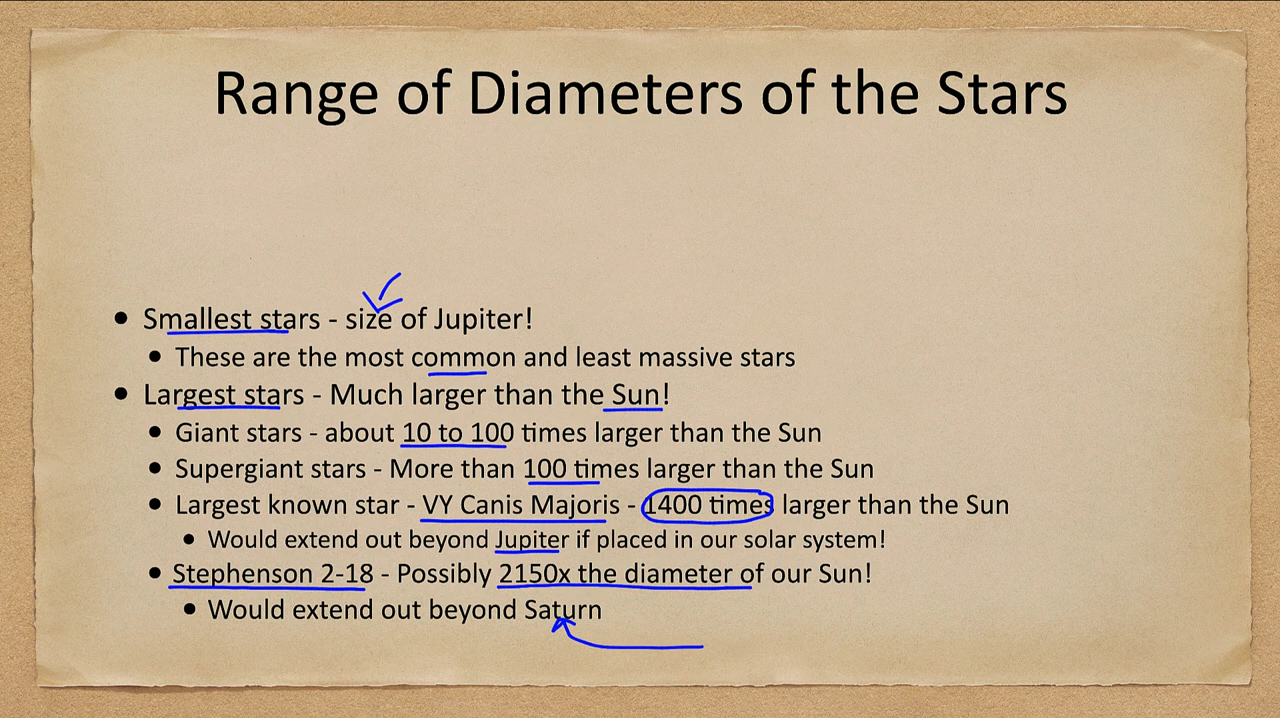 Range of Diameters of the Stars
• Smallest stars - size of Jupiter!
• These are the most common and least massive stars
• Largest stars - Much larger than the Sun!
• Giant stars - about 10 to 100 times larger than the Sun
• Supergiant stars - More than 100 times larger than the Sun
• Largest known star - VY Canis Majoris - 1400 times larger than the Sun
• Would extend out beyond Jupiter if placed in our solar system!
• Stephenson 2-18 - Possibly 2150x the diameter of our Sun!
• Would extend out beyond Saturn